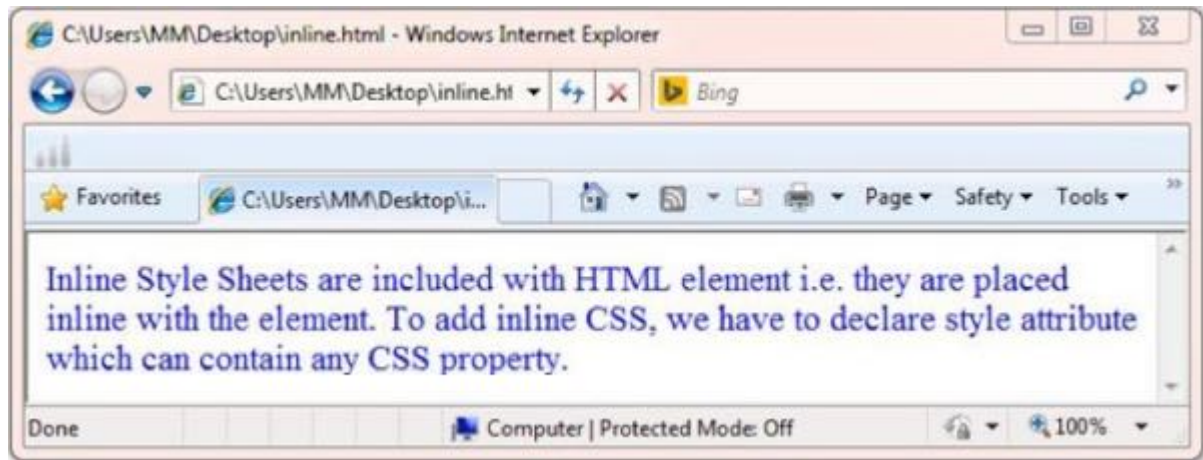 C:\Users\MM\Desktop\inline.html - Windows Internet Explorer
C:\Users\MM\Desktop\inline.ht
Bing
Favorites
C:\Users\MM\Desktop\i...
Page
Safety
Tools
Inline Style Sheets are included with HTML element i.e. they are placed
inline with the element. To add inline CSS, we have to declare style attribute
which can contain any CSS property.
Done
Computer | Protected Mode: Off
100%